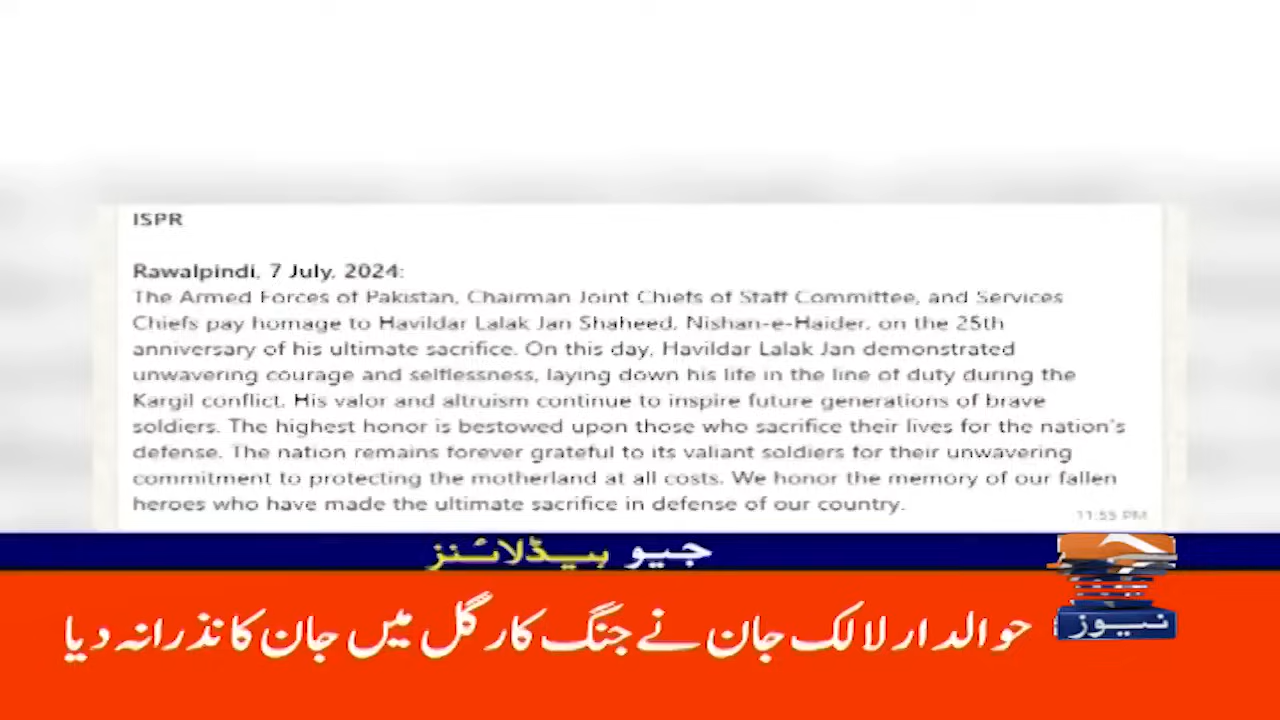 ISPR
Rawalpindi, 7 July, 2024:
The Armed Forces of Pakistan, Chairman Joint Chiefs of Staff Committee, and Services
Chiefs pay homage to Havildar Lalak Jan Shaheed, Nishan-e-Haider, on the 25th
anniversary of his ultimate sacrifice. On this day, Havildar Lalak Jan demonstrated
unwavering courage and selflessness, laying down his life in the line of duty during the
Kargil conflict. His valor and altruism continue to inspire future generations of brave
soldiers. The highest honor is bestowed upon those who sacrifice their lives for the nation's
defense. The nation remains forever grateful to its valiant soldiers for their unwavering
commitment to protecting the motherland at all costs. We honor the memory of our fallen
heroes who have made the ultimate sacrifice in defense of our country.
11:55 PM
جیو ہیڈلائنز
حوالدار لالک جان نے جنگ کارگل میں جان کا نذرانہ دیا
نیوز